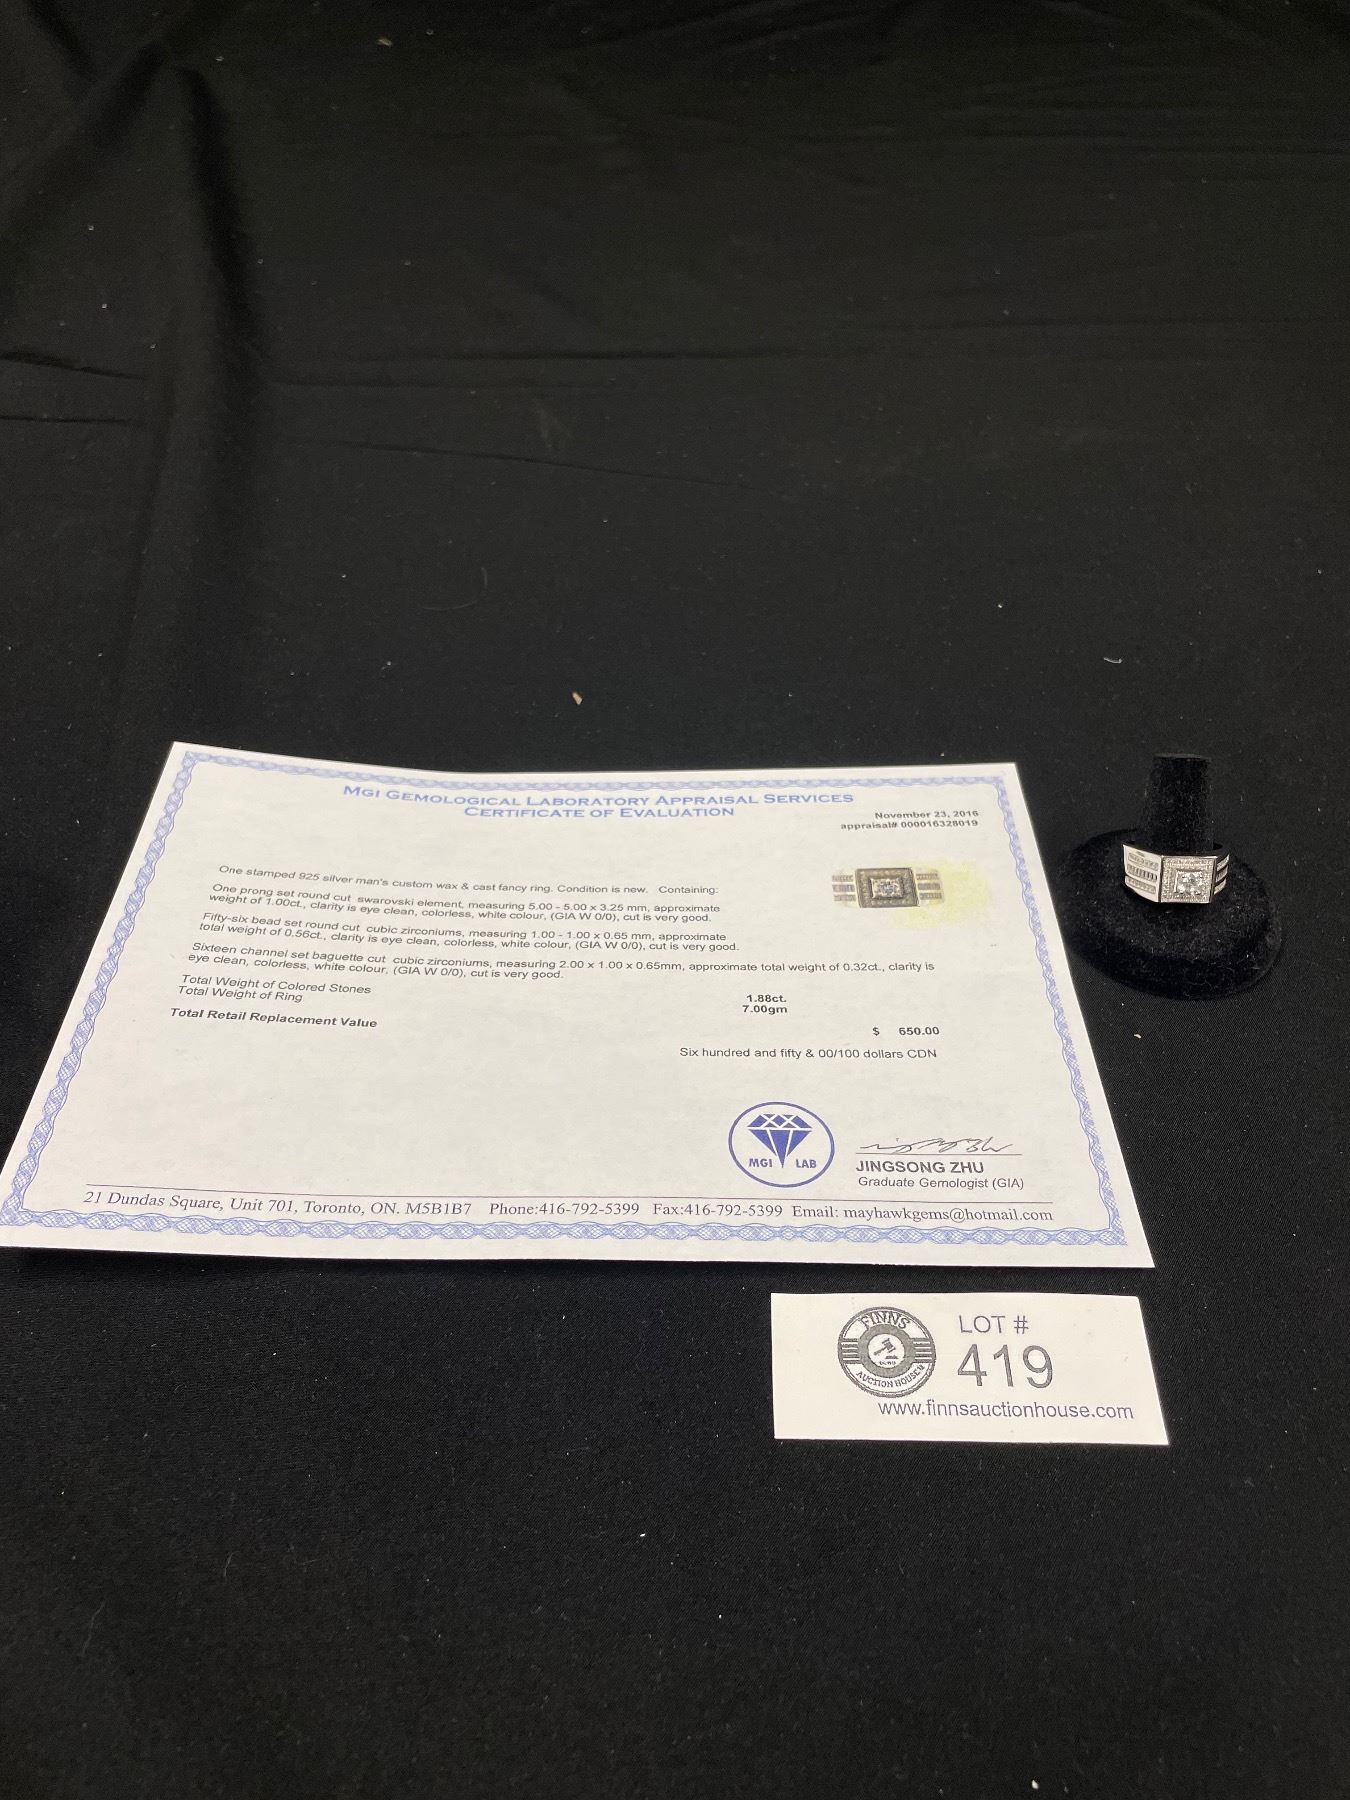 MGI GEMOLOGICAL LABORATORY APPRAISAL SERVICES
CERTIFICATE OF EVALUATION
November 23, 2016
appraisal# 000016328019
One stamped 925 silver man's custom wax & cast fancy ring. Condition is new. Containing:
One prong set round cut swarovski element, measuring 5.00 - 5.00 x 3.25 mm, approximate
weight of 1.00ct., clarity is eye clean, colorless, white colour, (GIA W 0/0), cut is very good.
Fifty-six bead set round cut cubic zirconiums, measuring 1.00 - 1.00 x 0.65 mm, approximate
total weight of 0.56ct., clarity is eye clean, colorless, white colour, (GIA W 0/0), cut is very good.
Sixteen channel set baguette cut cubic zirconiums, measuring 2.00 x 1.00 x 0.65mm, approximate total weight of 0.32ct., clarity is
eye clean, colorless, white colour, (GIA W 0/0), cut is very good.
Total Weight of Colored Stones 1.88ct.
Total Weight of Ring 7.00gm
Total Retail Replacement Value $ 650.00
Six hundred and fifty & 00/100 dollars CDN
MGI LAB
JINGSONG ZHU
Graduate Gemologist (GIA)
21 Dundas Square, Unit 701, Toronto, ON. M5B1B7 Phone:416-792-5399 Fax:416-792-5399 Email: mayhawkgems@hotmail.com
FINNS
AUCTION HOUSE
LOT #
419
www.finnsauctionhouse.com